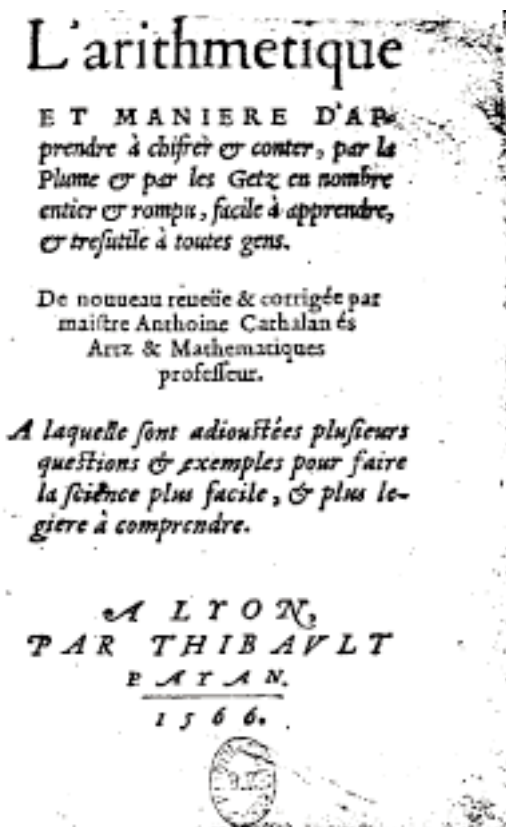 L'arithmetique
ET MANIERE D'AP-
prendre à chifrer & conter, par la
Plume & par les Getz en nombre
entier & rompu, facile à apprendre,
& tresutile à toutes gens.
De nouueau reueüe & corrigée par
maistre Anthoine Cathalan és
Artz & Mathematiques
professeur.
A laquelle sont adioustées plusieurs
questions & exemples pour faire
la science plus facile, & plus le-
giere à comprendre.
A LYON,
PAR THIBAVLT
PAYAN.
1566.